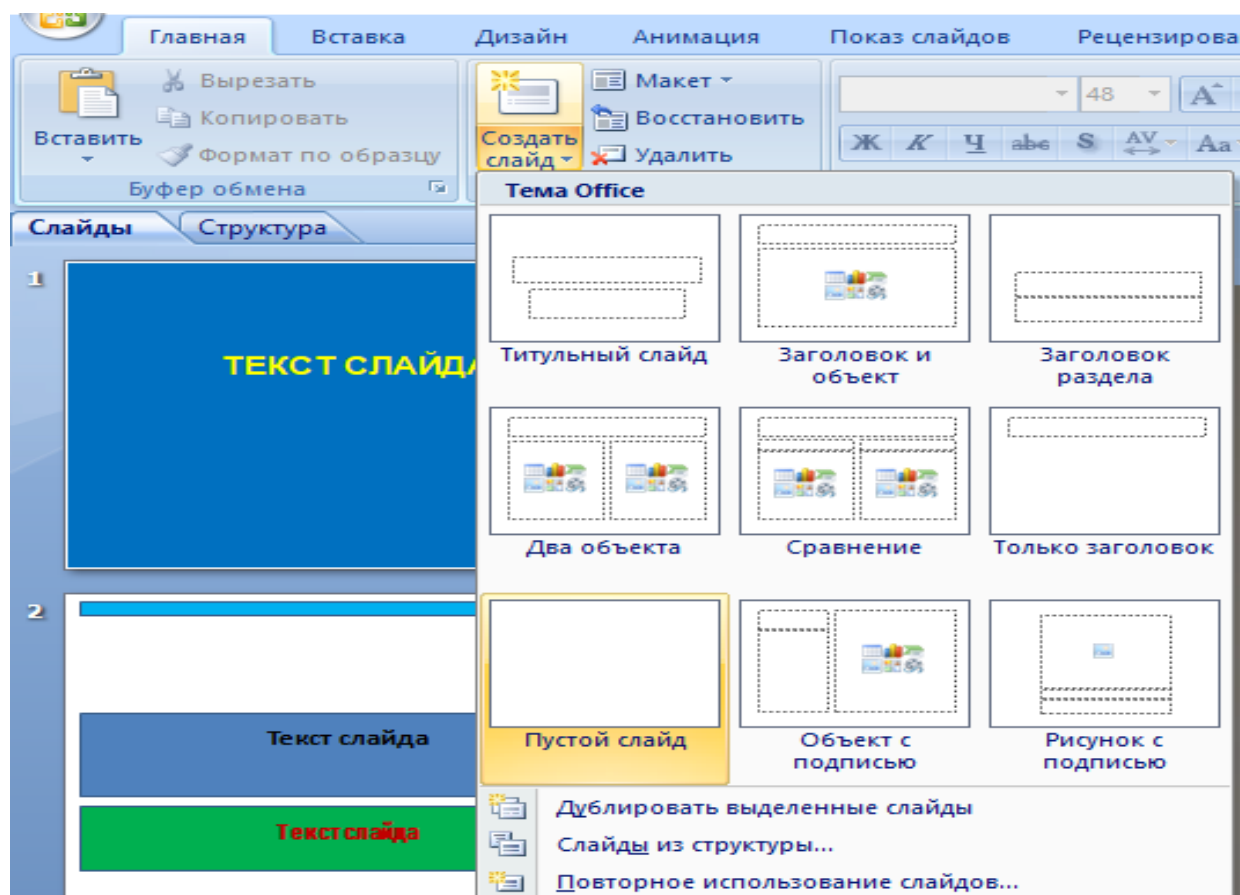 Главная Вставка Дизайн Анимация Показ слайдов Рецензирова
Вставить
Вырезать
Копировать
Формат по образцу
Буфер обмена
Создать
слайд
Макет
Восстановить
Удалить
48 A
Ж К Ч abc S AV Aa
Слайды Структура
Тема Office
1
ТЕКСТ СЛАЙДА
Титульный слайд
Заголовок и
объект
Заголовок
раздела
Два объекта
Сравнение
Только заголовок
2
Текст слайда
Текст слайда
Пустой слайд
Объект с
подписью
Рисунок с
подписью
Дублировать выделенные слайды
Слайды из структуры...
Повторное использование слайдов...